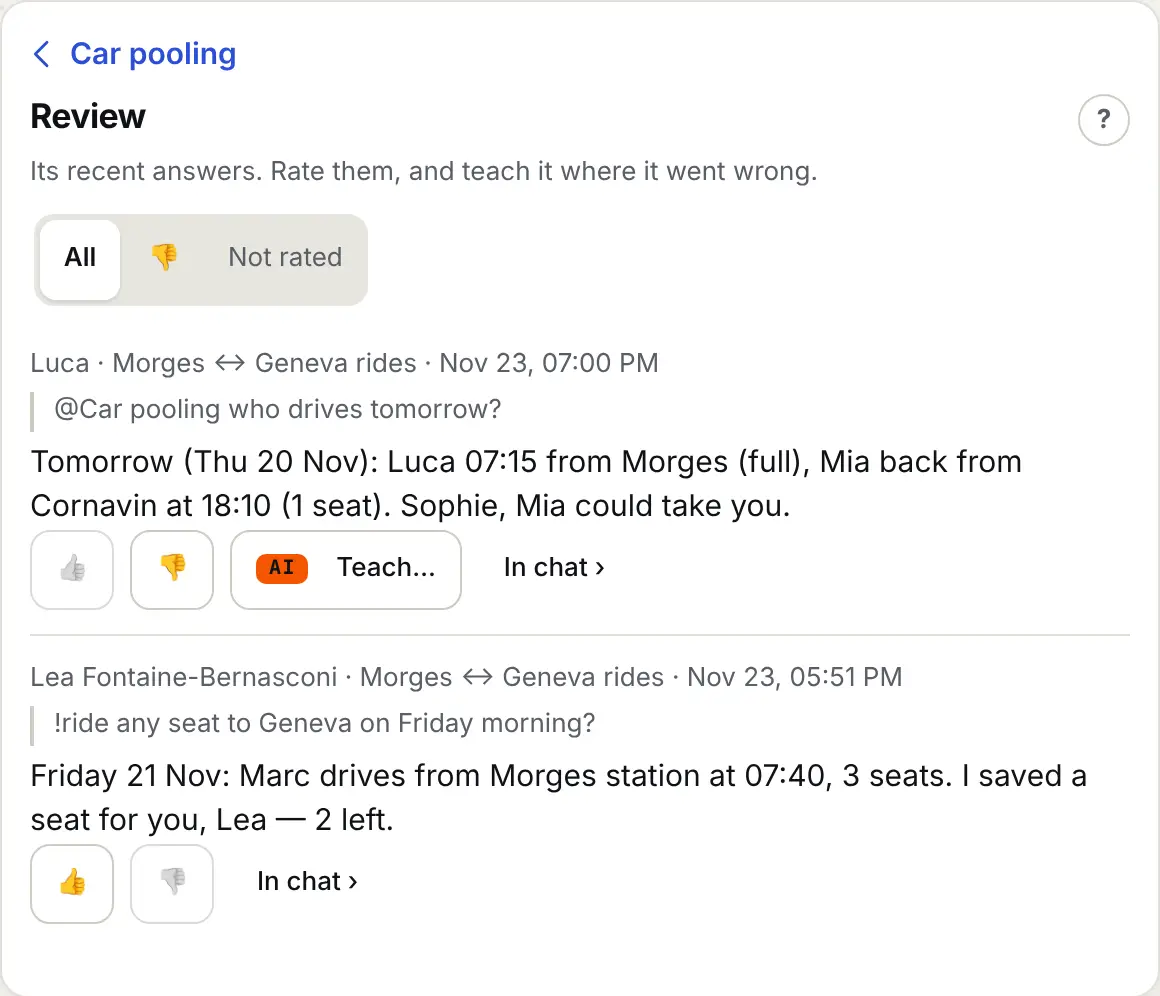 Car pooling
Review
?
Its recent answers. Rate them, and teach it where it went wrong.
All 👎 Not rated
Luca · Morges ↔ Geneva rides · Nov 23, 07:00 PM
@Car pooling who drives tomorrow?
Tomorrow (Thu 20 Nov): Luca 07:15 from Morges (full), Mia back from
Cornavin at 18:10 (1 seat). Sophie, Mia could take you.
👍 👎 AI Teach... In chat ›
Lea Fontaine-Bernasconi · Morges ↔ Geneva rides · Nov 23, 05:51 PM
!ride any seat to Geneva on Friday morning?
Friday 21 Nov: Marc drives from Morges station at 07:40, 3 seats. I saved a
seat for you, Lea — 2 left.
👍 👎 In chat ›